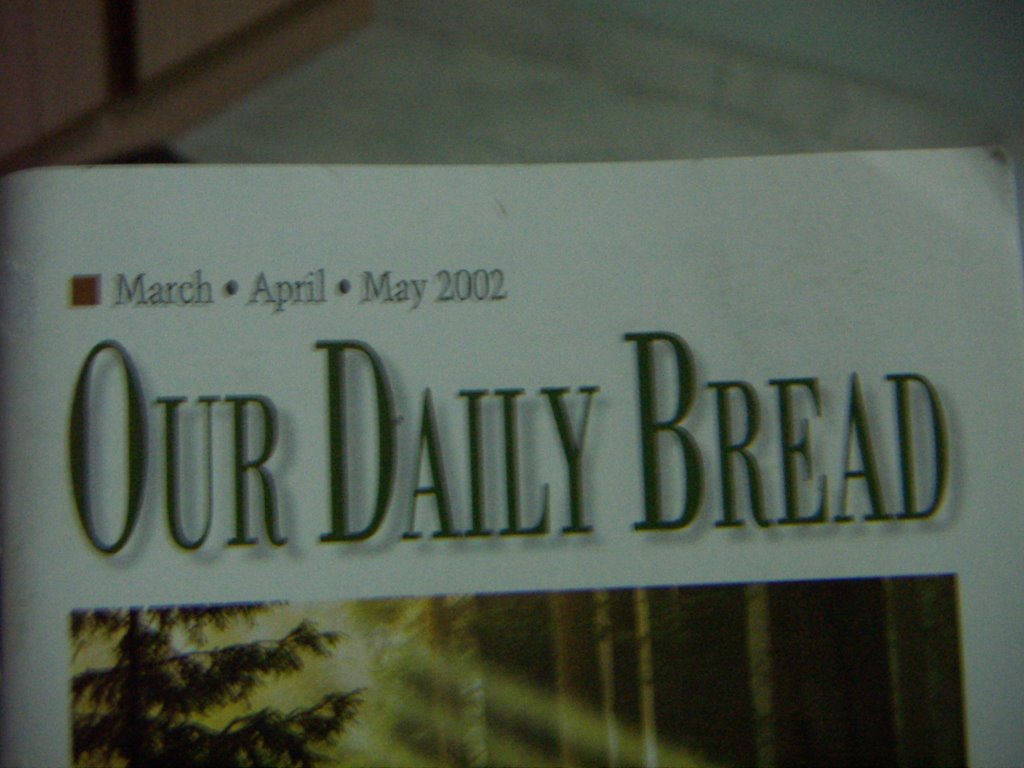 March • April • May 2002
OUR DAILY BREAD